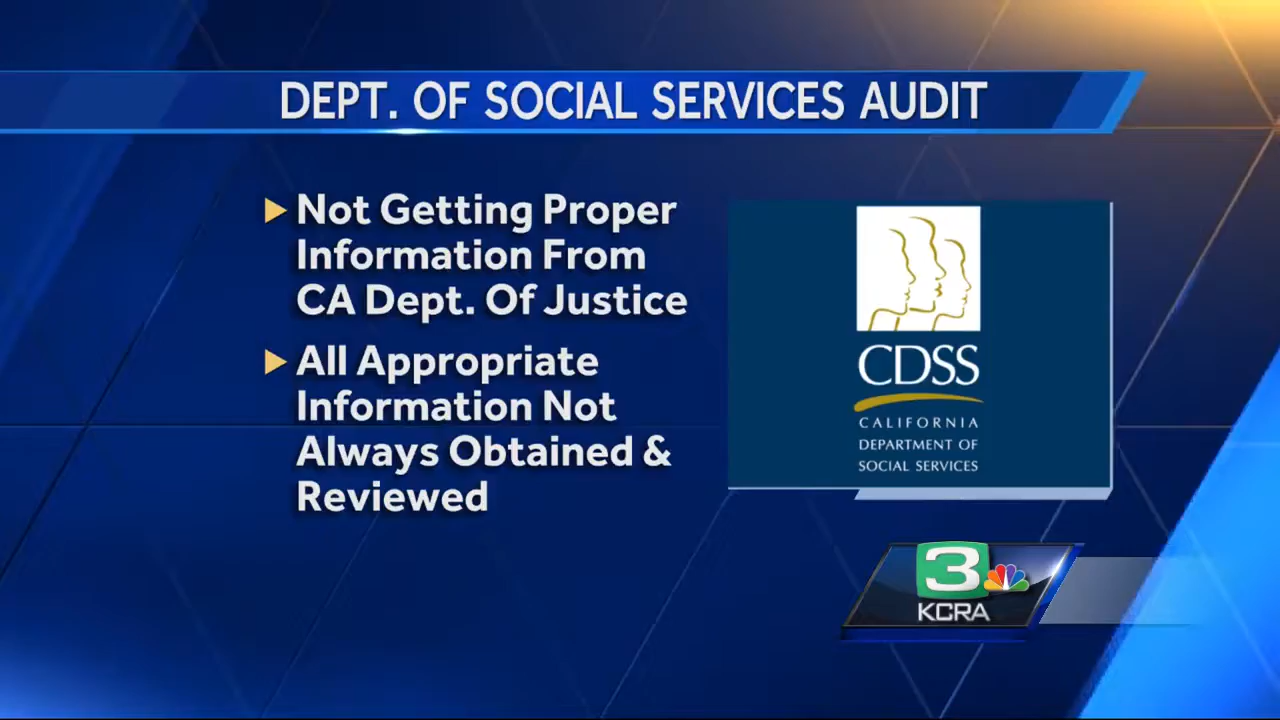 DEPT. OF SOCIAL SERVICES AUDIT
Not Getting Proper
Information From
CA Dept. Of Justice
All Appropriate
Information Not
Always Obtained &
Reviewed
CDSS
CALIFORNIA
DEPARTMENT OF
SOCIAL SERVICES
3
KCRA